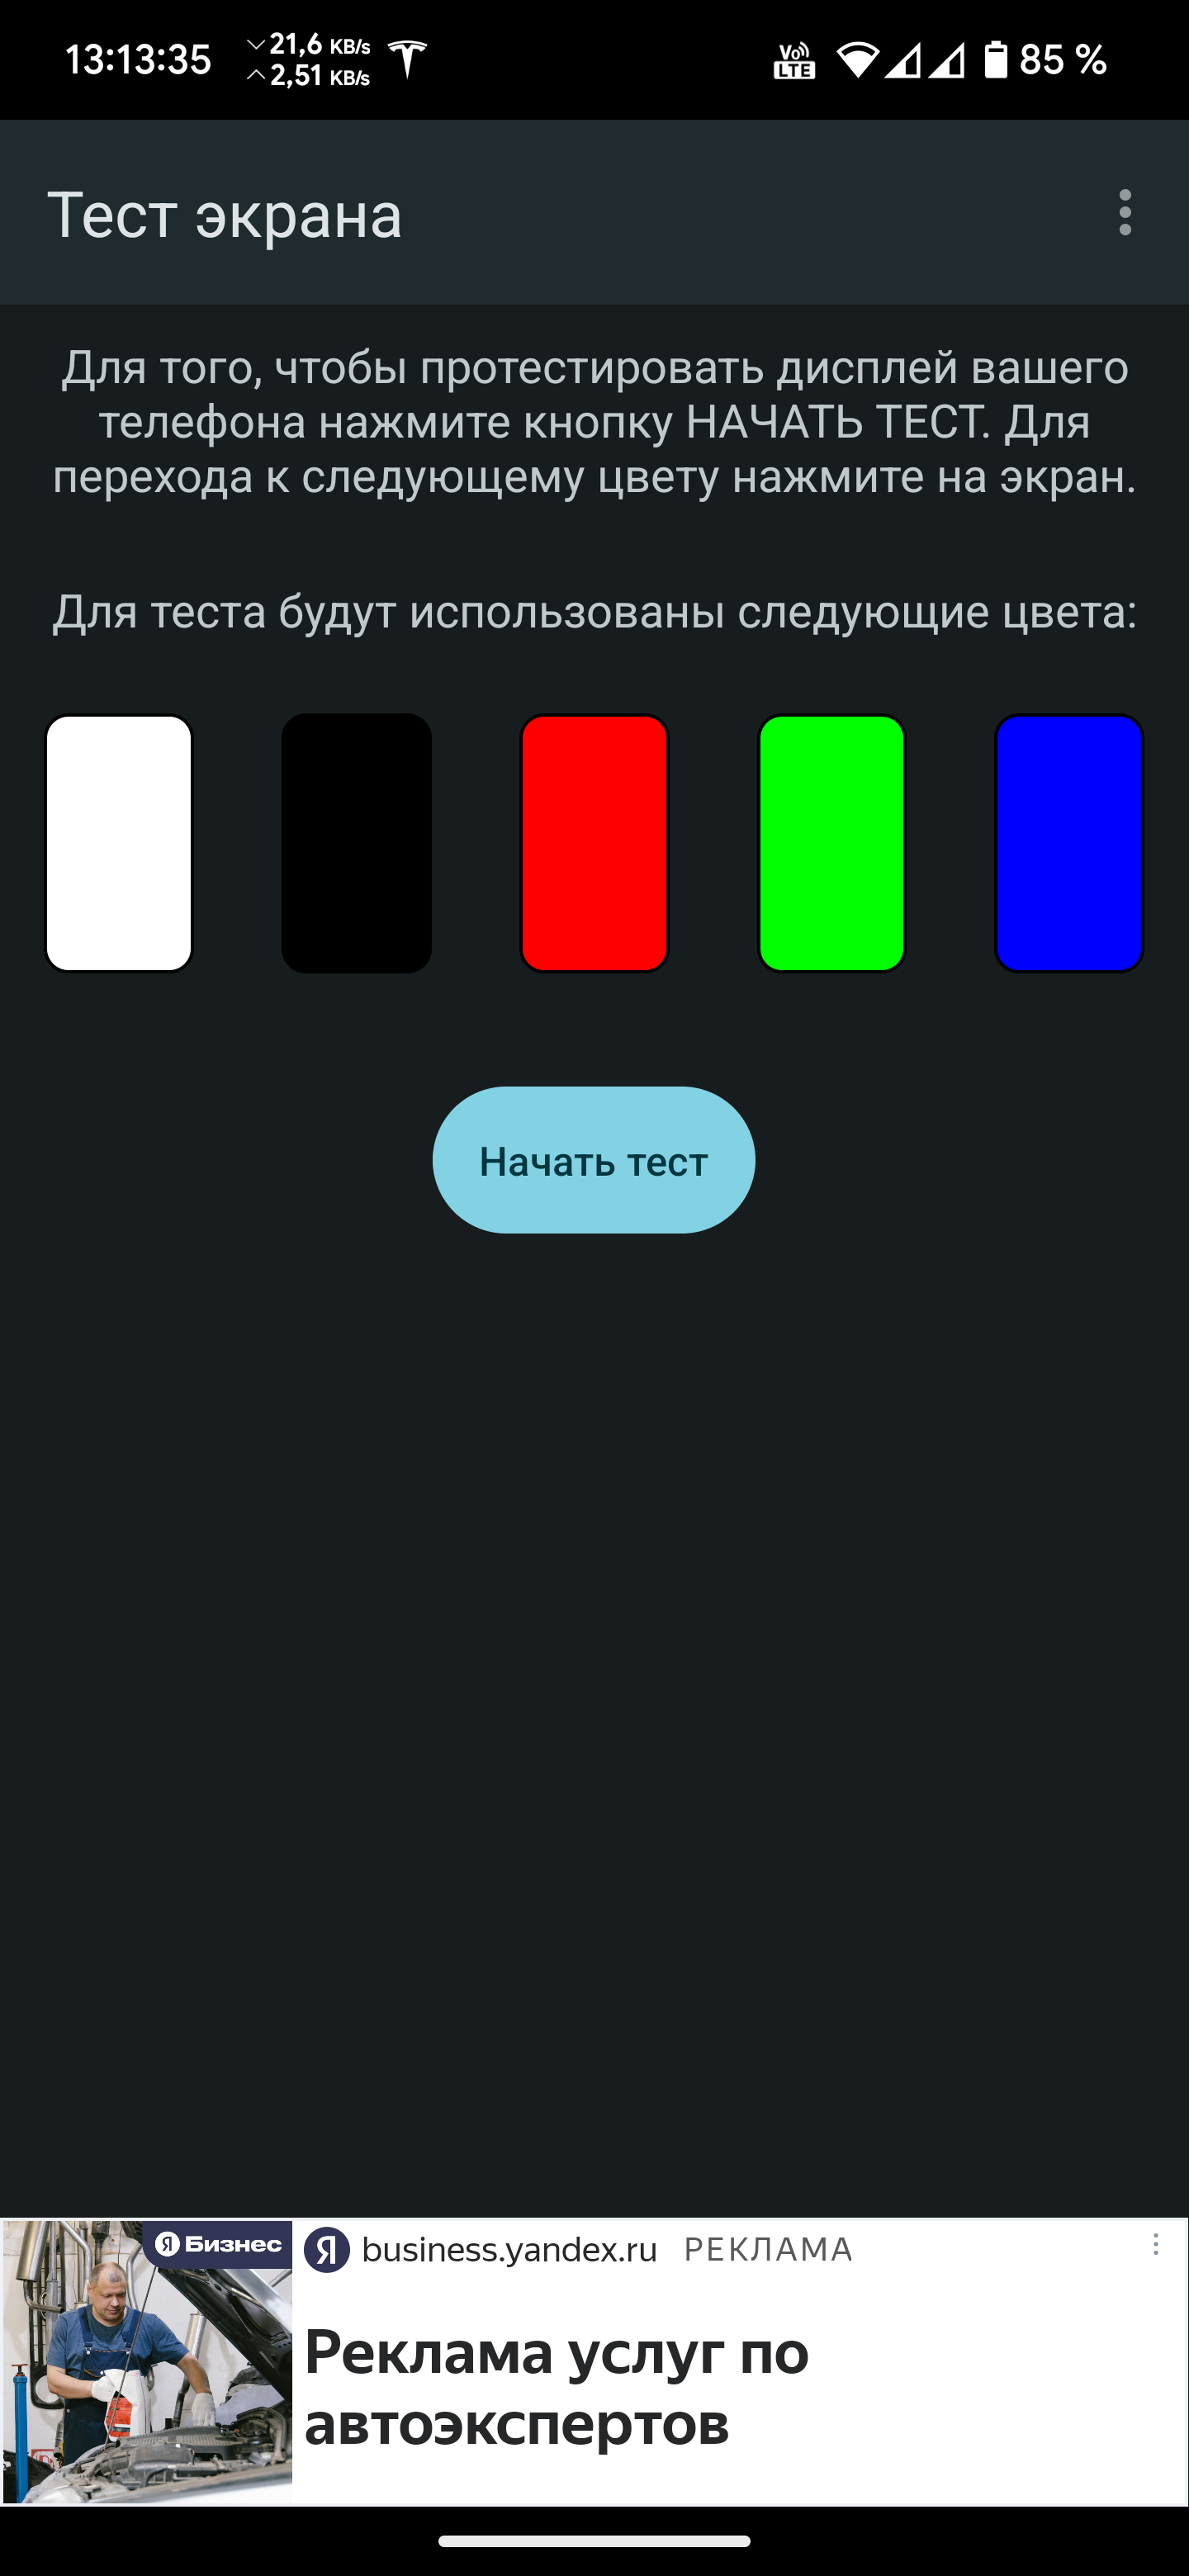 13:13:35
21,6 KB/s
2,51 KB/s
Vo
LTE
85 %
Тест экрана
Для того, чтобы протестировать дисплей вашего
телефона нажмите кнопку НАЧАТЬ ТЕСТ. Для
перехода к следующему цвету нажмите на экран.
Для теста будут использованы следующие цвета:
Начать тест
Я Бизнес
Я business.yandex.ru РЕКЛАМА
Реклама услуг по
автоэкспертов